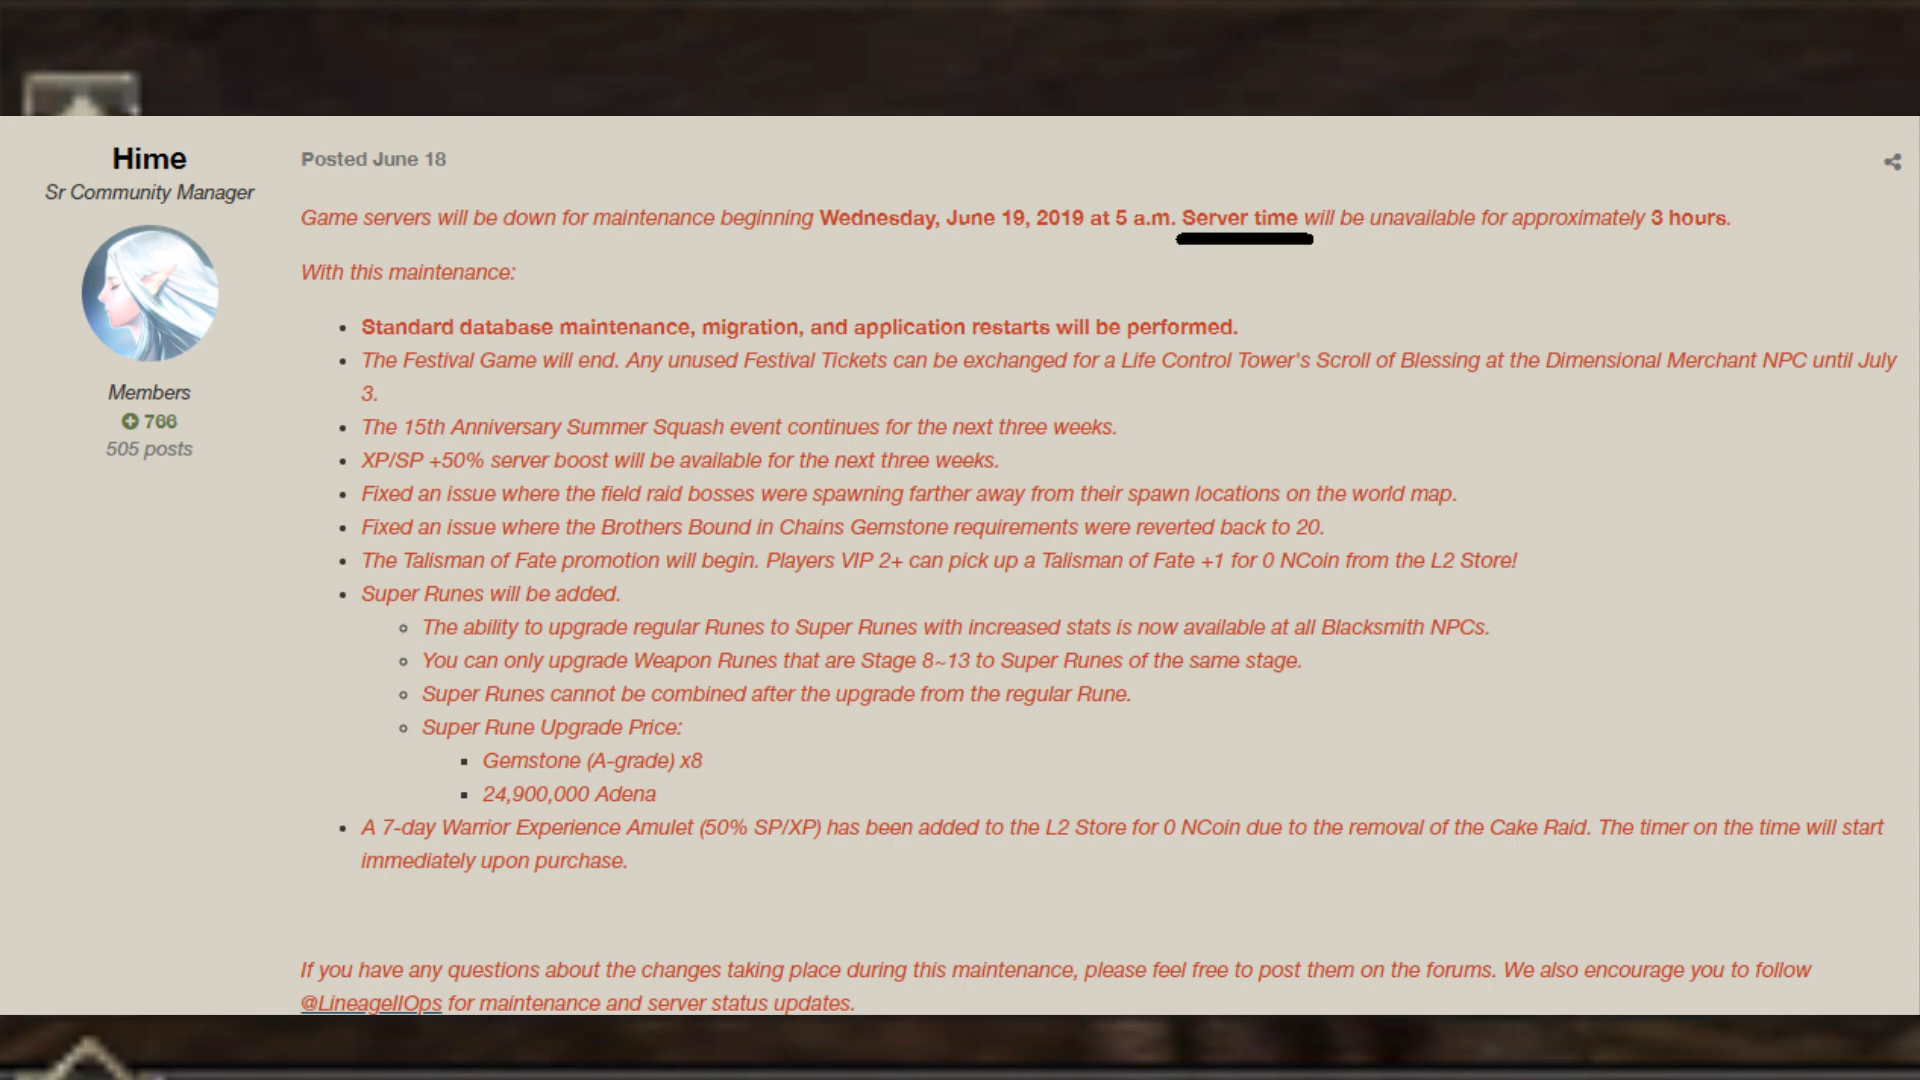 Hime
Sr Community Manager
Members
766
505 posts
Posted June 18
Game servers will be down for maintenance beginning Wednesday, June 19, 2019 at 5 a.m. Server time will be unavailable for approximately 3 hours.
With this maintenance:
Standard database maintenance, migration, and application restarts will be performed.
The Festival Game will end. Any unused Festival Tickets can be exchanged for a Life Control Tower's Scroll of Blessing at the Dimensional Merchant NPC until July
3.
The 15th Anniversary Summer Squash event continues for the next three weeks.
XP/SP +50% server boost will be available for the next three weeks.
Fixed an issue where the field raid bosses were spawning farther away from their spawn locations on the world map.
Fixed an issue where the Brothers Bound in Chains Gemstone requirements were reverted back to 20.
The Talisman of Fate promotion will begin. Players VIP 2+ can pick up a Talisman of Fate +1 for 0 NCoin from the L2 Store!
Super Runes will be added.
The ability to upgrade regular Runes to Super Runes with increased stats is now available at all Blacksmith NPCs.
You can only upgrade Weapon Runes that are Stage 8~13 to Super Runes of the same stage.
Super Runes cannot be combined after the upgrade from the regular Rune.
Super Rune Upgrade Price:
Gemstone (A-grade) x8
24,900,000 Adena
A 7-day Warrior Experience Amulet (50% SP/XP) has been added to the L2 Store for 0 NCoin due to the removal of the Cake Raid. The timer on the time will start
immediately upon purchase.
If you have any questions about the changes taking place during this maintenance, please feel free to post them on the forums. We also encourage you to follow
@LineageIIOps for maintenance and server status updates.